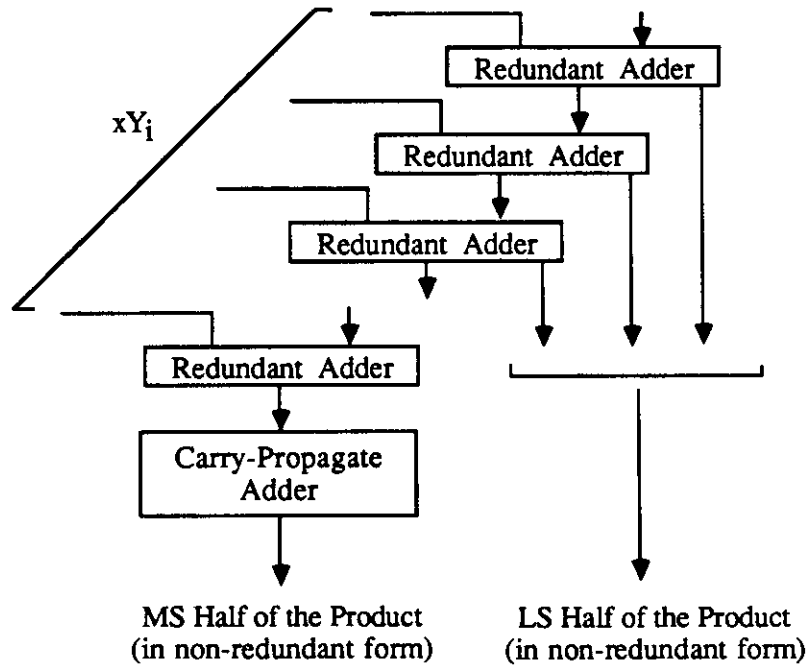 Redundant Adder
xYi
Redundant Adder
Redundant Adder
Redundant Adder
Carry-Propagate
Adder
MS Half of the Product
(in non-redundant form)
LS Half of the Product
(in non-redundant form)